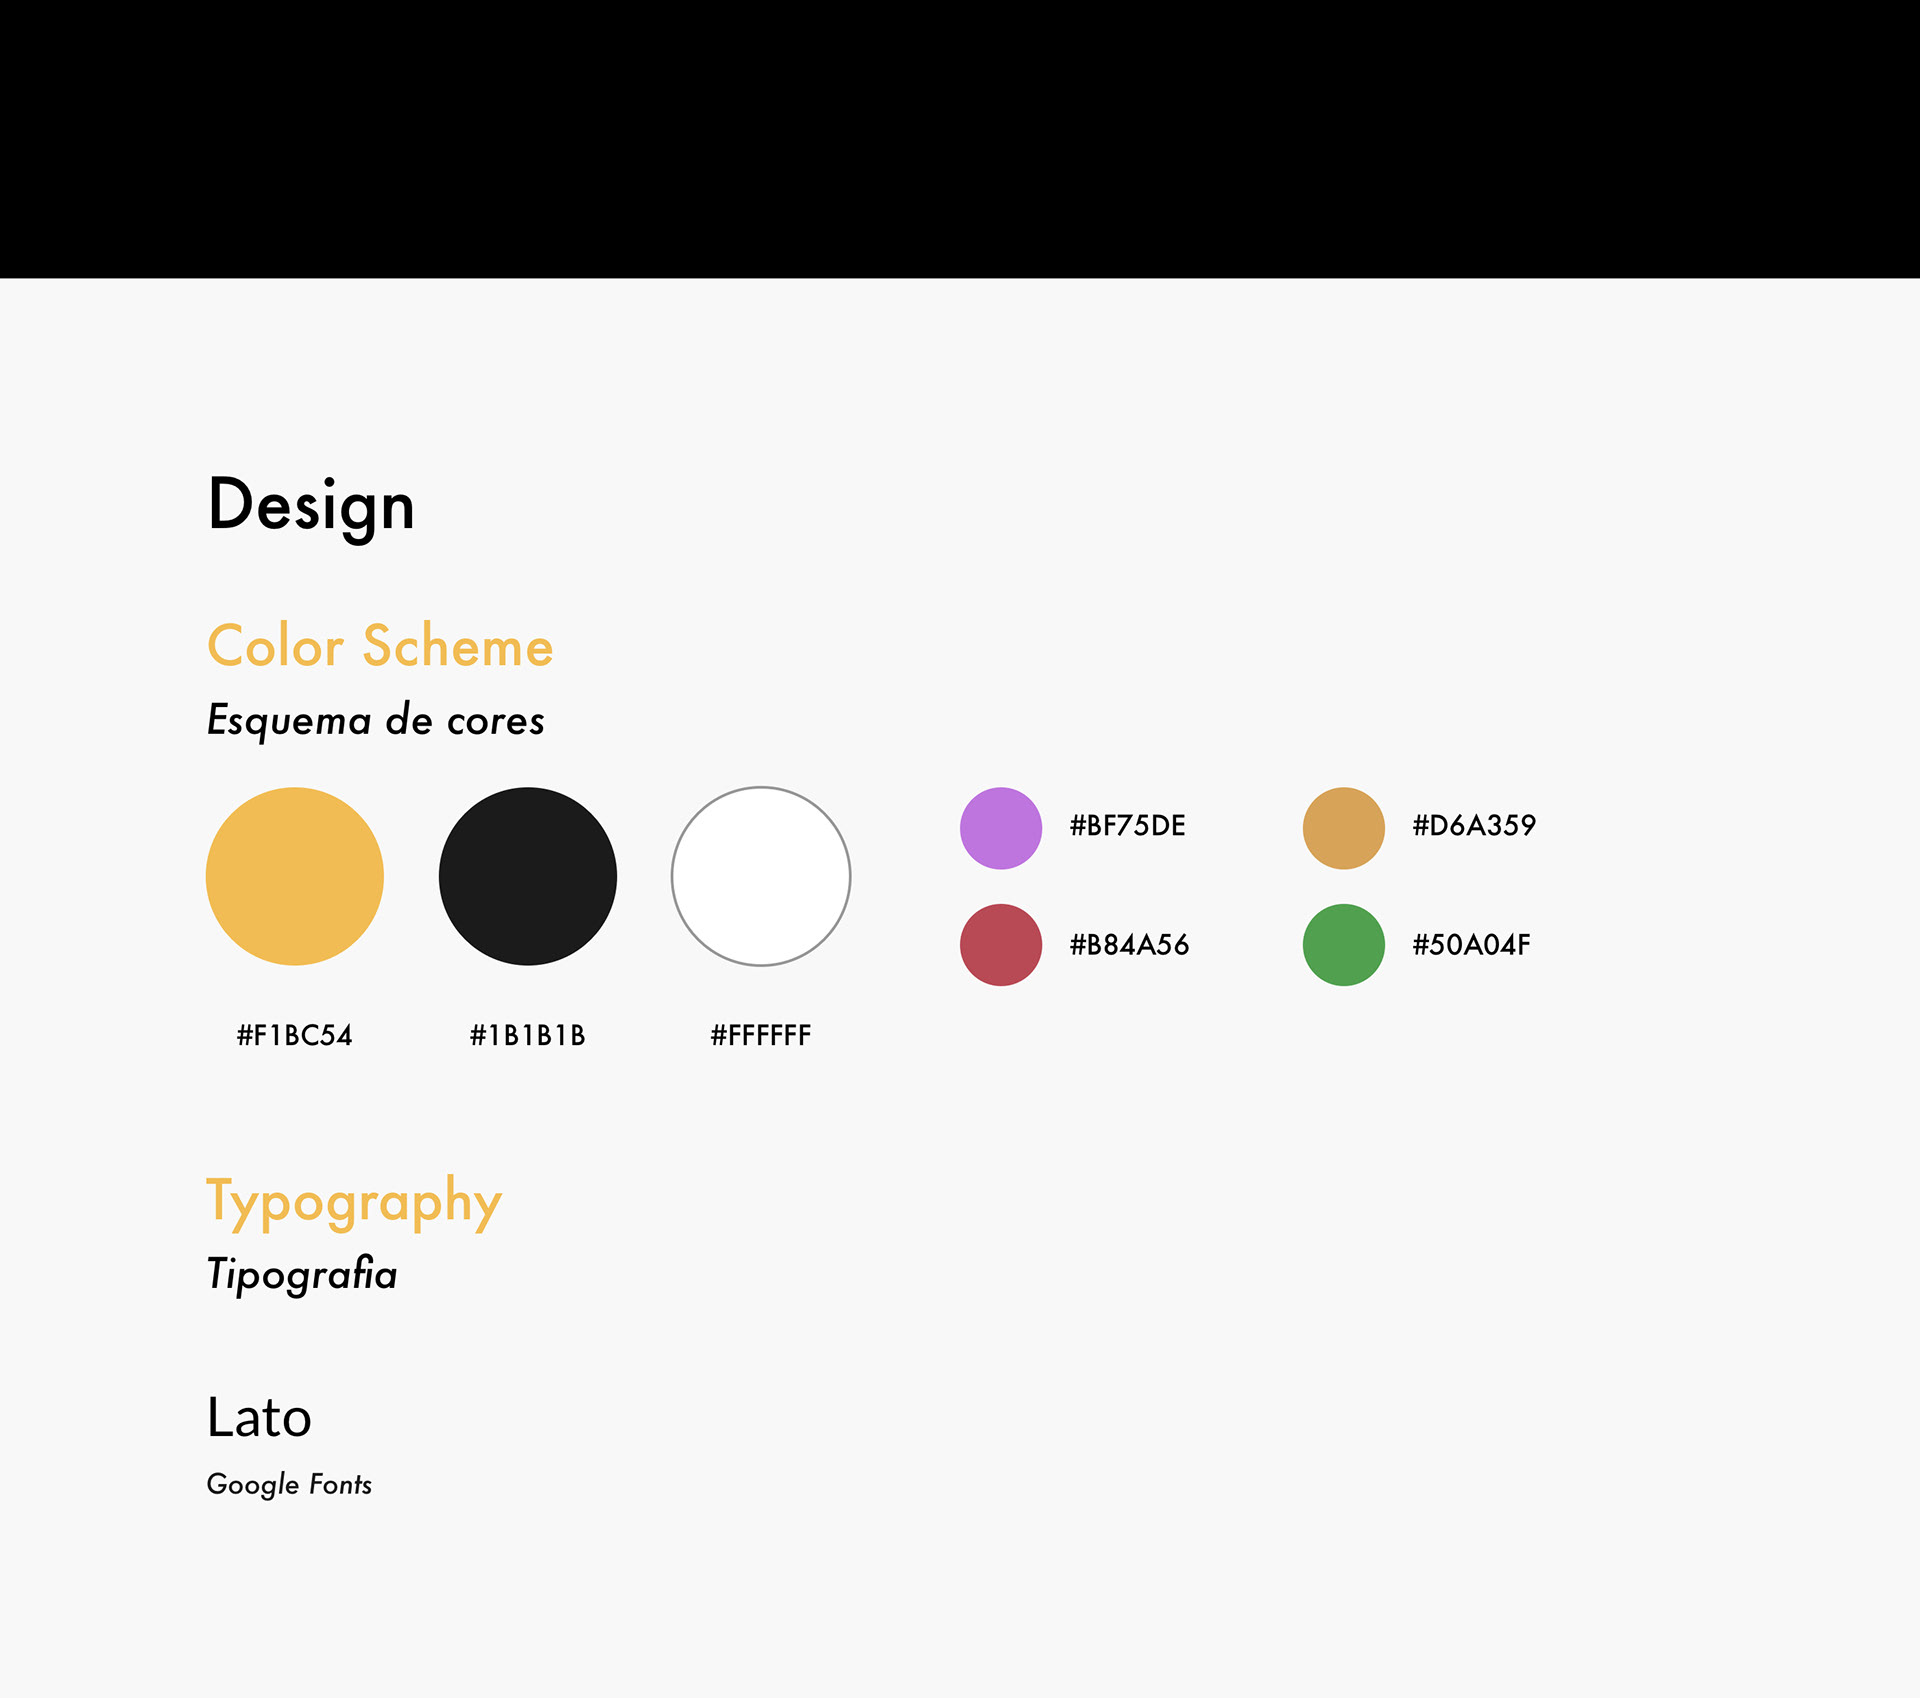 Design
Color Scheme
Esquema de cores
#F1BC54
#1B1B1B
#FFFFFF
#BF75DE
#D6A359
#B84A56
#50A04F
Typography
Tipografia
Lato
Google Fonts